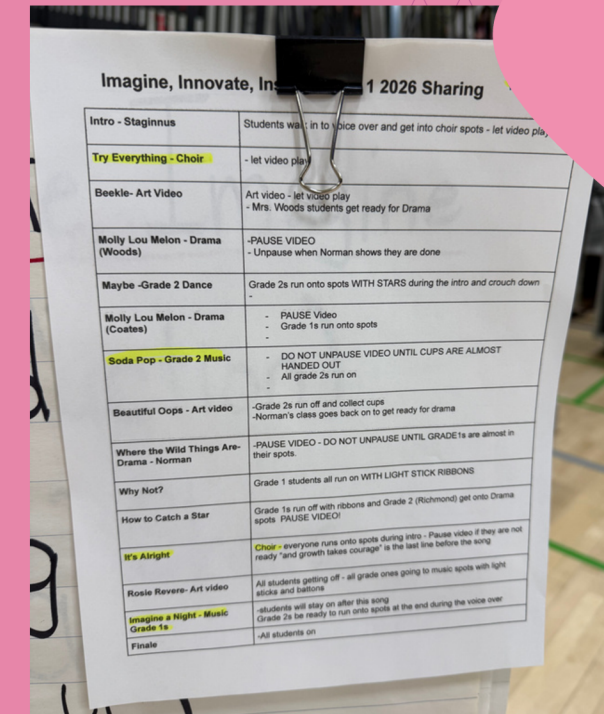 Imagine, Innovate, Ins 1 2026 Sharing
Intro - Staginnus
Students wa in to voice over and get into choir spots - let video play
Try Everything - Choir
- let video play
Beekle- Art Video
Art video - let video play
- Mrs. Woods students get ready for Drama
Molly Lou Melon - Drama
(Woods)
-PAUSE VIDEO
- Unpause when Norman shows they are done
Maybe -Grade 2 Dance
Grade 2s run onto spots WITH STARS during the intro and crouch down
-
Molly Lou Melon - Drama
(Coates)
- PAUSE Video
- Grade 1s run onto spots
-
Soda Pop - Grade 2 Music
- DO NOT UNPAUSE VIDEO UNTIL CUPS ARE ALMOST
HANDED OUT
- All grade 2s run on
-
Beautiful Oops - Art video
-Grade 2s run off and collect cups
-Norman's class goes back on to get ready for drama
Where the Wild Things Are-
Drama - Norman
-PAUSE VIDEO - DO NOT UNPAUSE UNTIL GRADE1s are almost in
their spots.
Why Not?
Grade 1 students all run on WITH LIGHT STICK RIBBONS
How to Catch a Star
Grade 1s run off with ribbons and Grade 2 (Richmond) get onto Drama
spots PAUSE VIDEO!
It's Alright
Choir - everyone runs onto spots during intro - Pause video if they are not
ready "and growth takes courage" is the last line before the song
Rosie Revere- Art video
All students getting off - all grade ones going to music spots with light
sticks and battons
Imagine a Night - Music
Grade 1s
-students will stay on after this song
Grade 2s be ready to run onto spots at the end during the voice over
Finale
-All students on